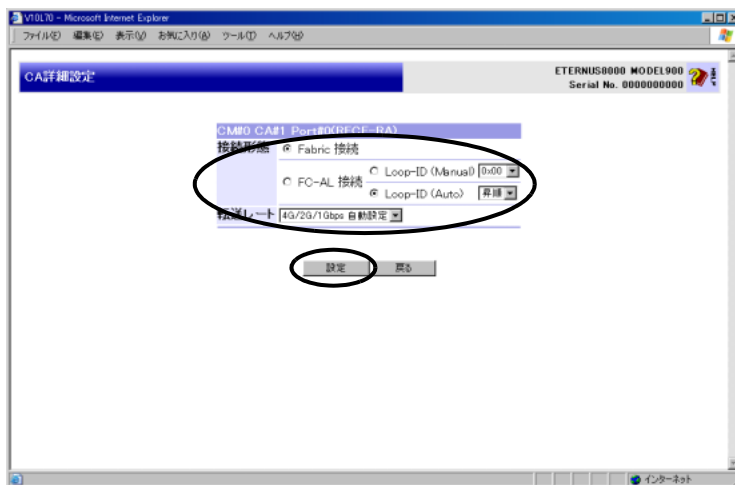 V10L70 - Microsoft Internet Explorer
ファイル(F) 編集(E) 表示(V) お気に入り(A) ツール(T) ヘルプ(H)
CA詳細設定
ETERNUS8000 MODEL900
Serial No. 0000000000
CM#0 CA#1 Port#0(RECE-RA)
接続形態 Fabric 接続
FC-AL 接続 Loop-ID (Manual) 0x00
Loop-ID (Auto) 昇順
転送レート 4G/2G/1Gbps 自動設定
設定 戻る
インターネット